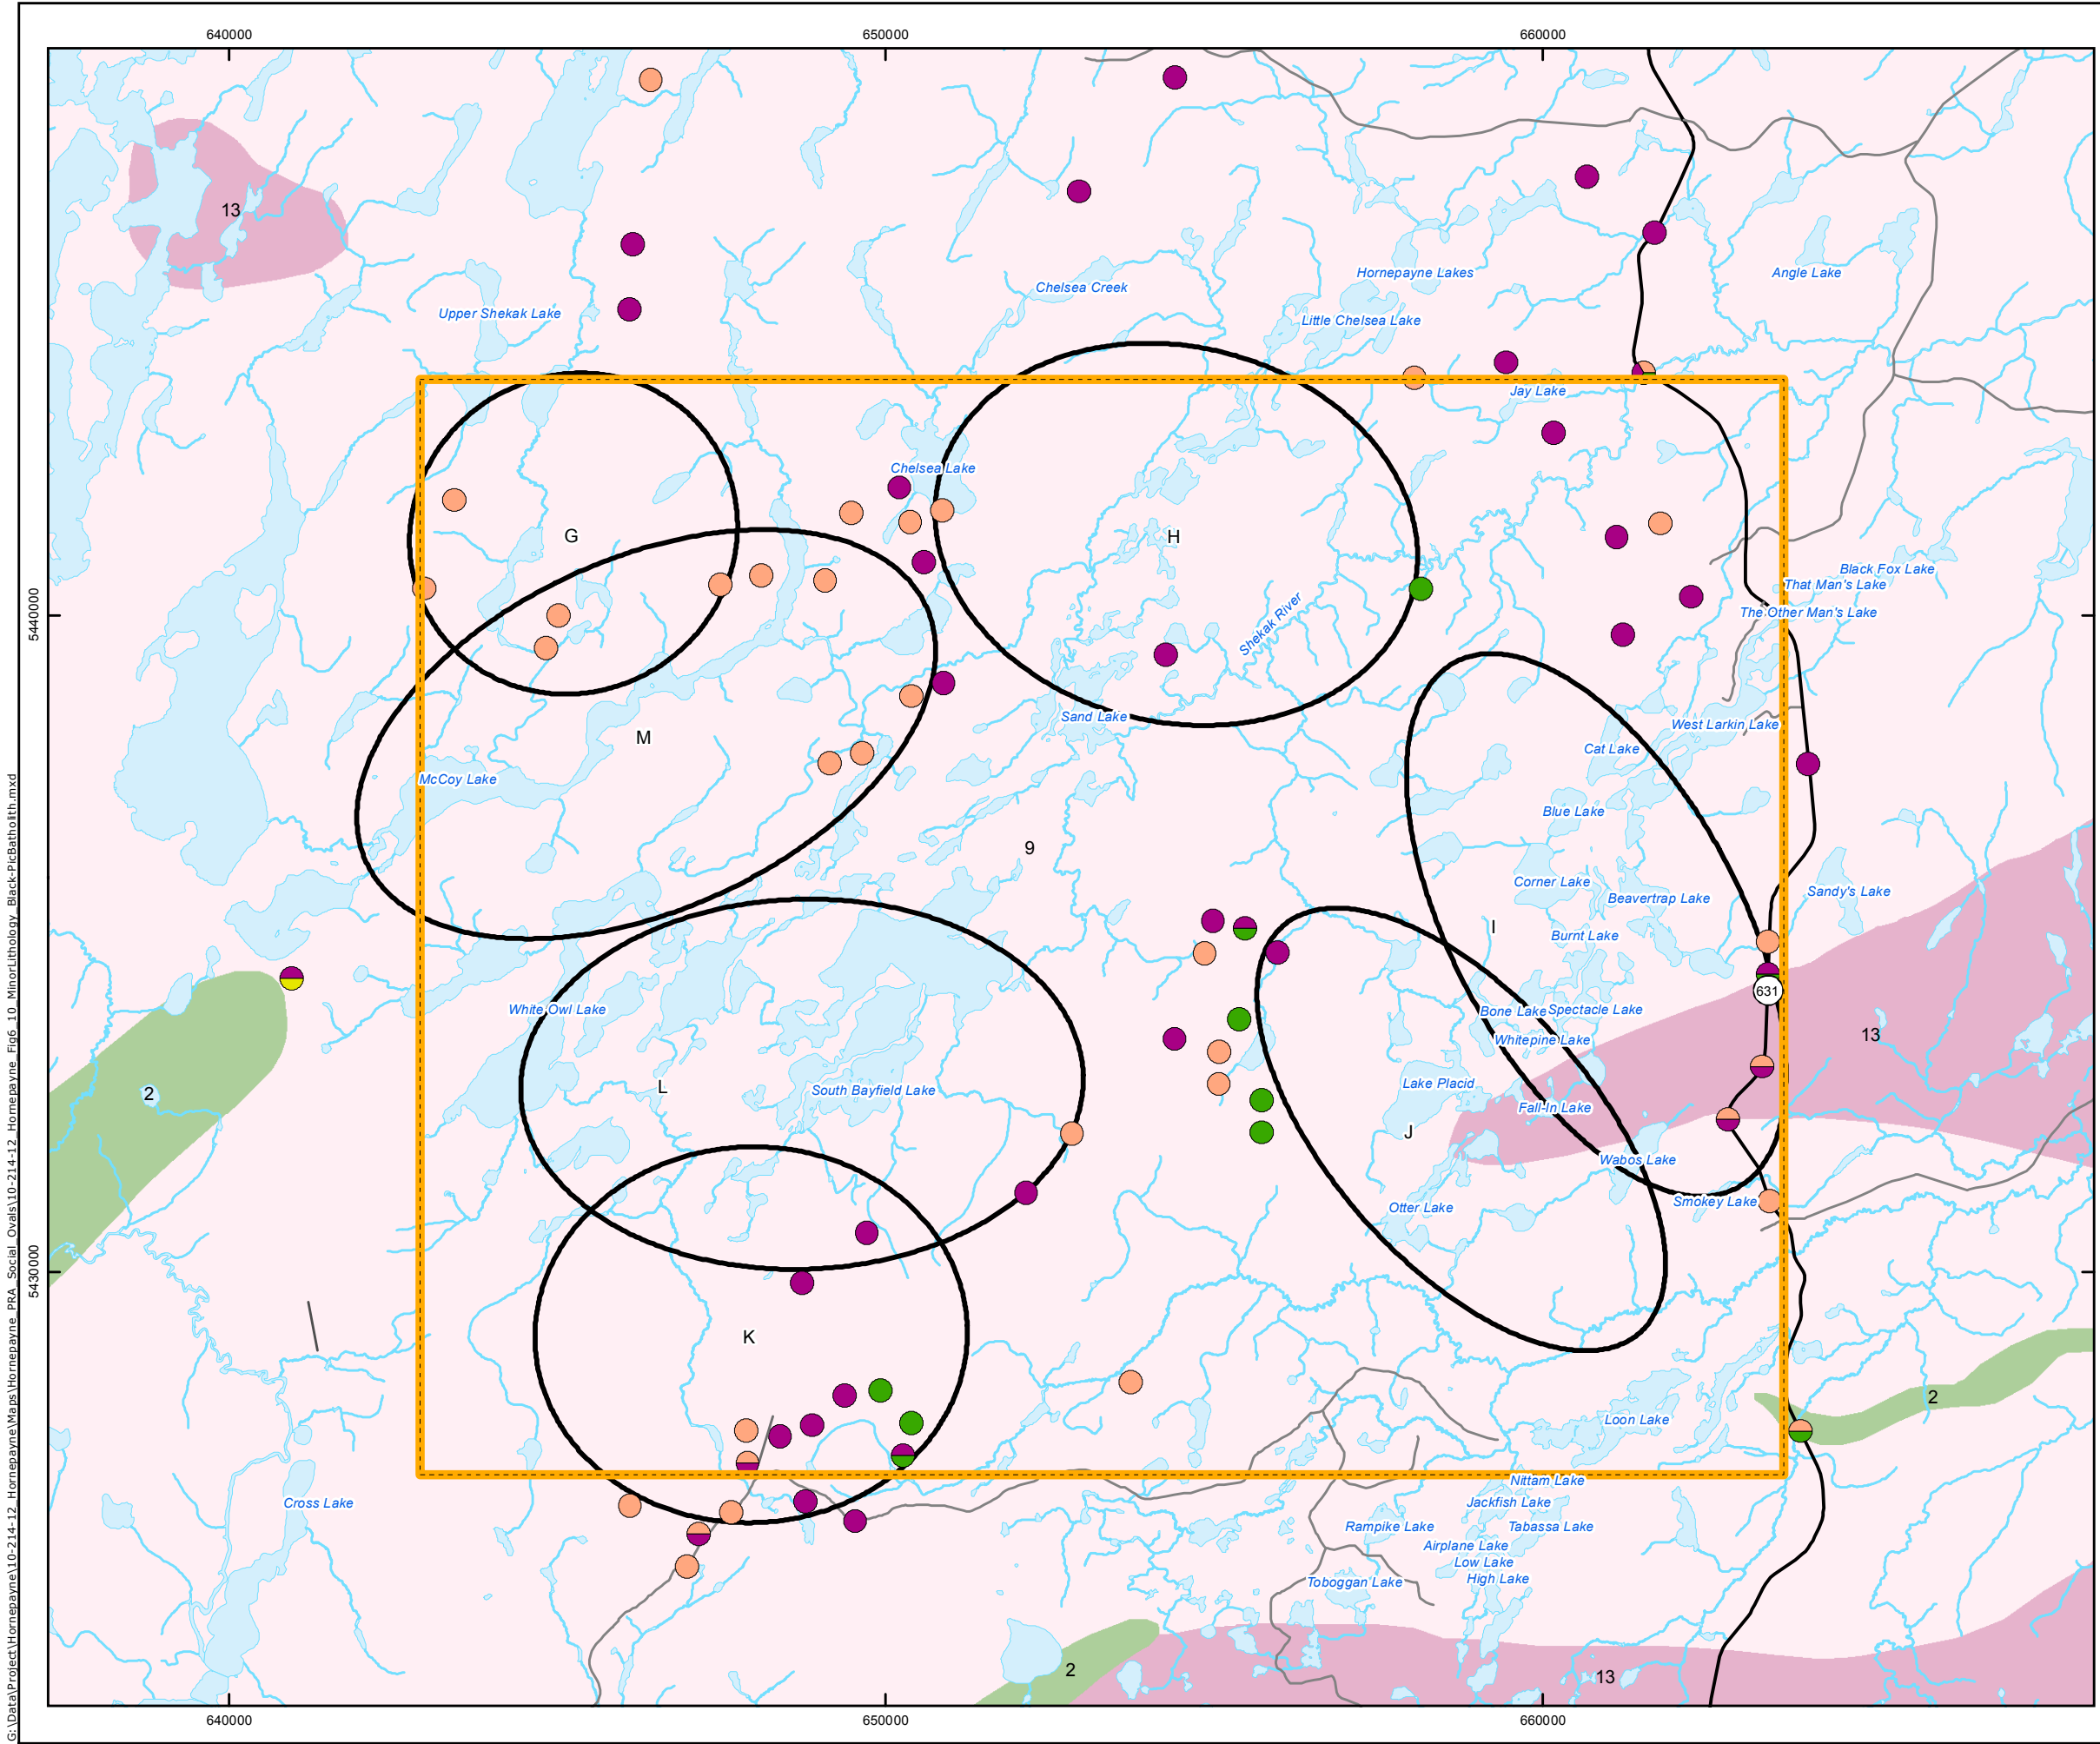 640000
650000
660000
13
Hornepayne Lakes
Angle Lake
Chelsea Creek
Upper Shekak Lake
Little Chelsea Lake
Jay Lake
Chelsea Lake
G
H
Black Fox Lake
That Man's Lake
The Other Man's Lake
5440000
Shekak River
Sand Lake
West Larkin Lake
M
Cat Lake
McCoy Lake
Blue Lake
9
Corner Lake
Sandy's Lake
Beavertrap Lake
I
Burnt Lake
631
White Owl Lake
Bone Lake
Spectacle Lake
13
Whitepine Lake
L
South Bayfield Lake
Lake Placid
2
Fall-In Lake
J
Wabos Lake
Otter Lake
Smokey Lake
5430000
K
2
Loon Lake
Nittam Lake
Cross Lake
Jackfish Lake
Rampike Lake
Tabassa Lake
Airplane Lake
Low Lake
High Lake
Toboggan Lake
2
13
640000
650000
660000
G:\Data\Project\Hornepayne\10-214-12_Hornepayne\Maps\Hornepayne_PRA_Social_Ovals\10-214-12_Hornepayne_Fig6_10_MinorLithology_Black-PicBatholith.mxd